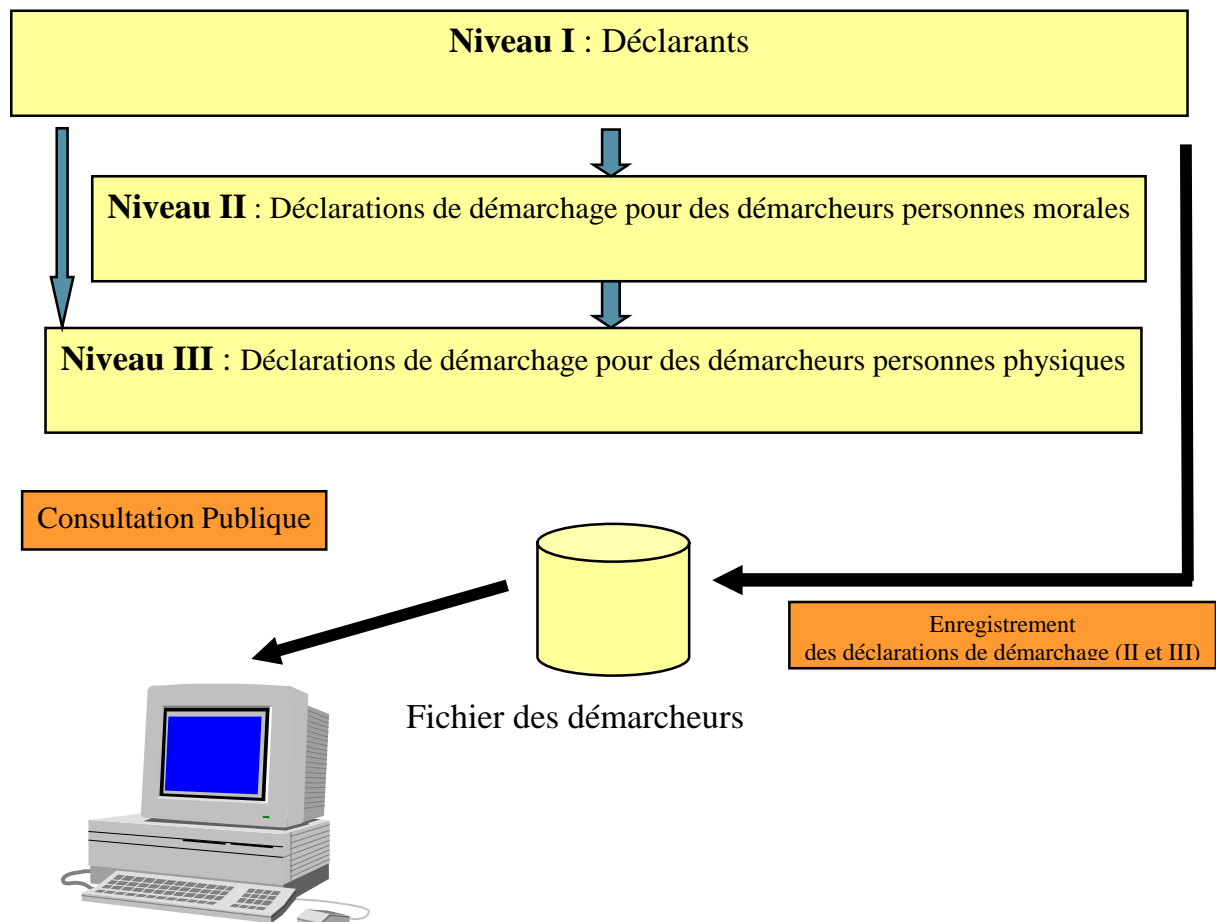 Niveau I : Déclarants
Niveau II : Déclarations de démarchage pour des démarcheurs personnes morales
Niveau III : Déclarations de démarchage pour des démarcheurs personnes physiques
Consultation Publique
Enregistrement
des déclarations de démarchage (II et III)
Fichier des démarcheurs